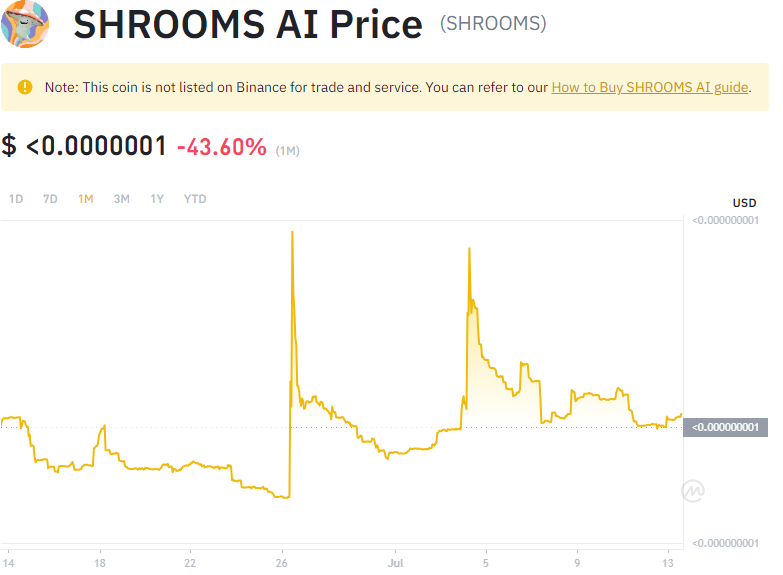 SHROOMS AI Price (SHROOMS)
Note: This coin is not listed on Binance for trade and service. You can refer to our How to Buy SHROOMS AI guide.
$ <0.0000001 -43.60% (1M)
1D 7D 1M 3M 1Y YTD
USD
<0.000000001
<0.000000001
<0.000000001
14 18 22 26 Jul 5 9 13